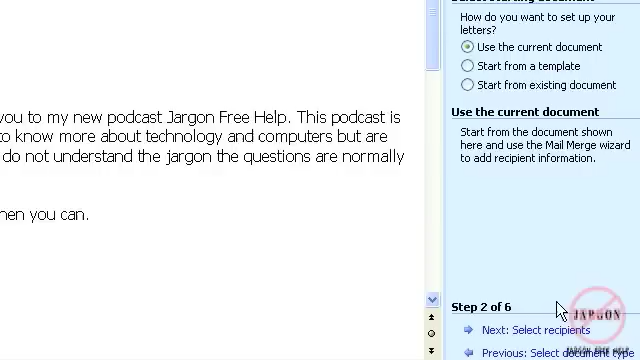 How do you want to set up your
letters?
Use the current document
Start from a template
Start from existing document
you to my new podcast Jargon Free Help. This podcast is
to know more about technology and computers but are
do not understand the jargon the questions are normally
hen you can.
Use the current document
Start from the document shown
here and use the Mail Merge wizard
to add recipient information.
Step 2 of 6
Next: Select recipients
Previous: Select document type
JARGON
JARGON FREE HELP